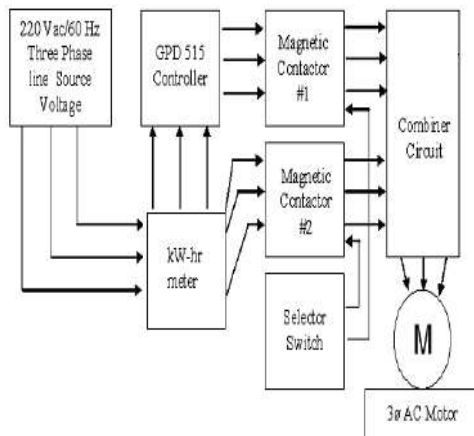 220 Vac/60 Hz
Three Phase
line Source
Voltage
GPD 515
Controller
Magnetic
Contactor
#1
Combiner
Circuit
Magnetic
Contactor
#2
kW-hr
meter
Selector
Switch
M
3ø AC Motor